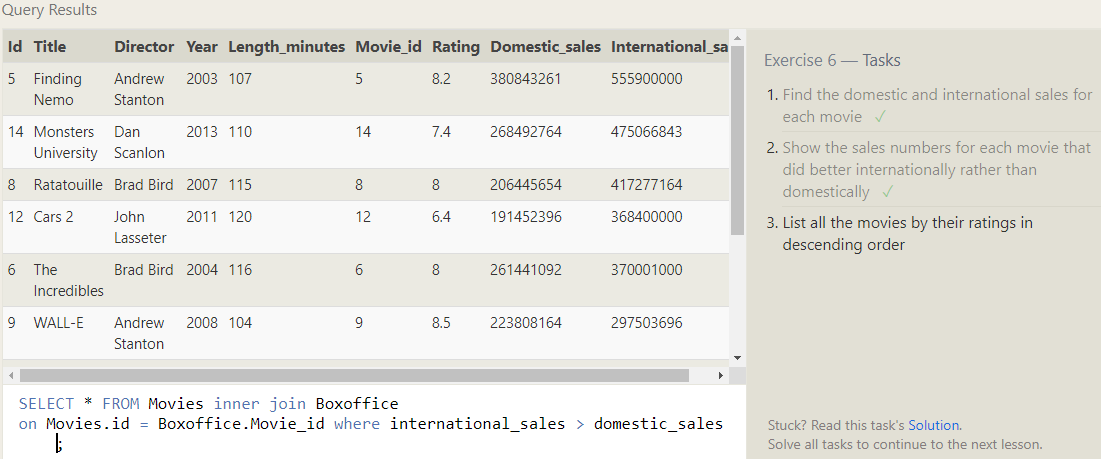 Query Results
Id Title Director Year Length_minutes Movie_id Rating Domestic_sales International_sa
5 Finding Andrew 2003 107 5 8.2 380843261 555900000
Nemo Stanton
14 Monsters Dan 2013 110 14 7.4 268492764 475066843
University Scanlon
8 Ratatouille Brad Bird 2007 115 8 8 206445654 417277164
12 Cars 2 John 2011 120 12 6.4 191452396 368400000
Lasseter
6 The Brad Bird 2004 116 6 8 261441092 370001000
Incredibles
9 WALL-E Andrew 2008 104 9 8.5 223808164 297503696
Stanton
SELECT * FROM Movies inner join Boxoffice
on Movies.id = Boxoffice.Movie_id where international_sales > domestic_sales
;
Exercise 6 — Tasks
1. Find the domestic and international sales for
each movie ✓
2. Show the sales numbers for each movie that
did better internationally rather than
domestically ✓
3. List all the movies by their ratings in
descending order
Stuck? Read this task's Solution.
Solve all tasks to continue to the next lesson.